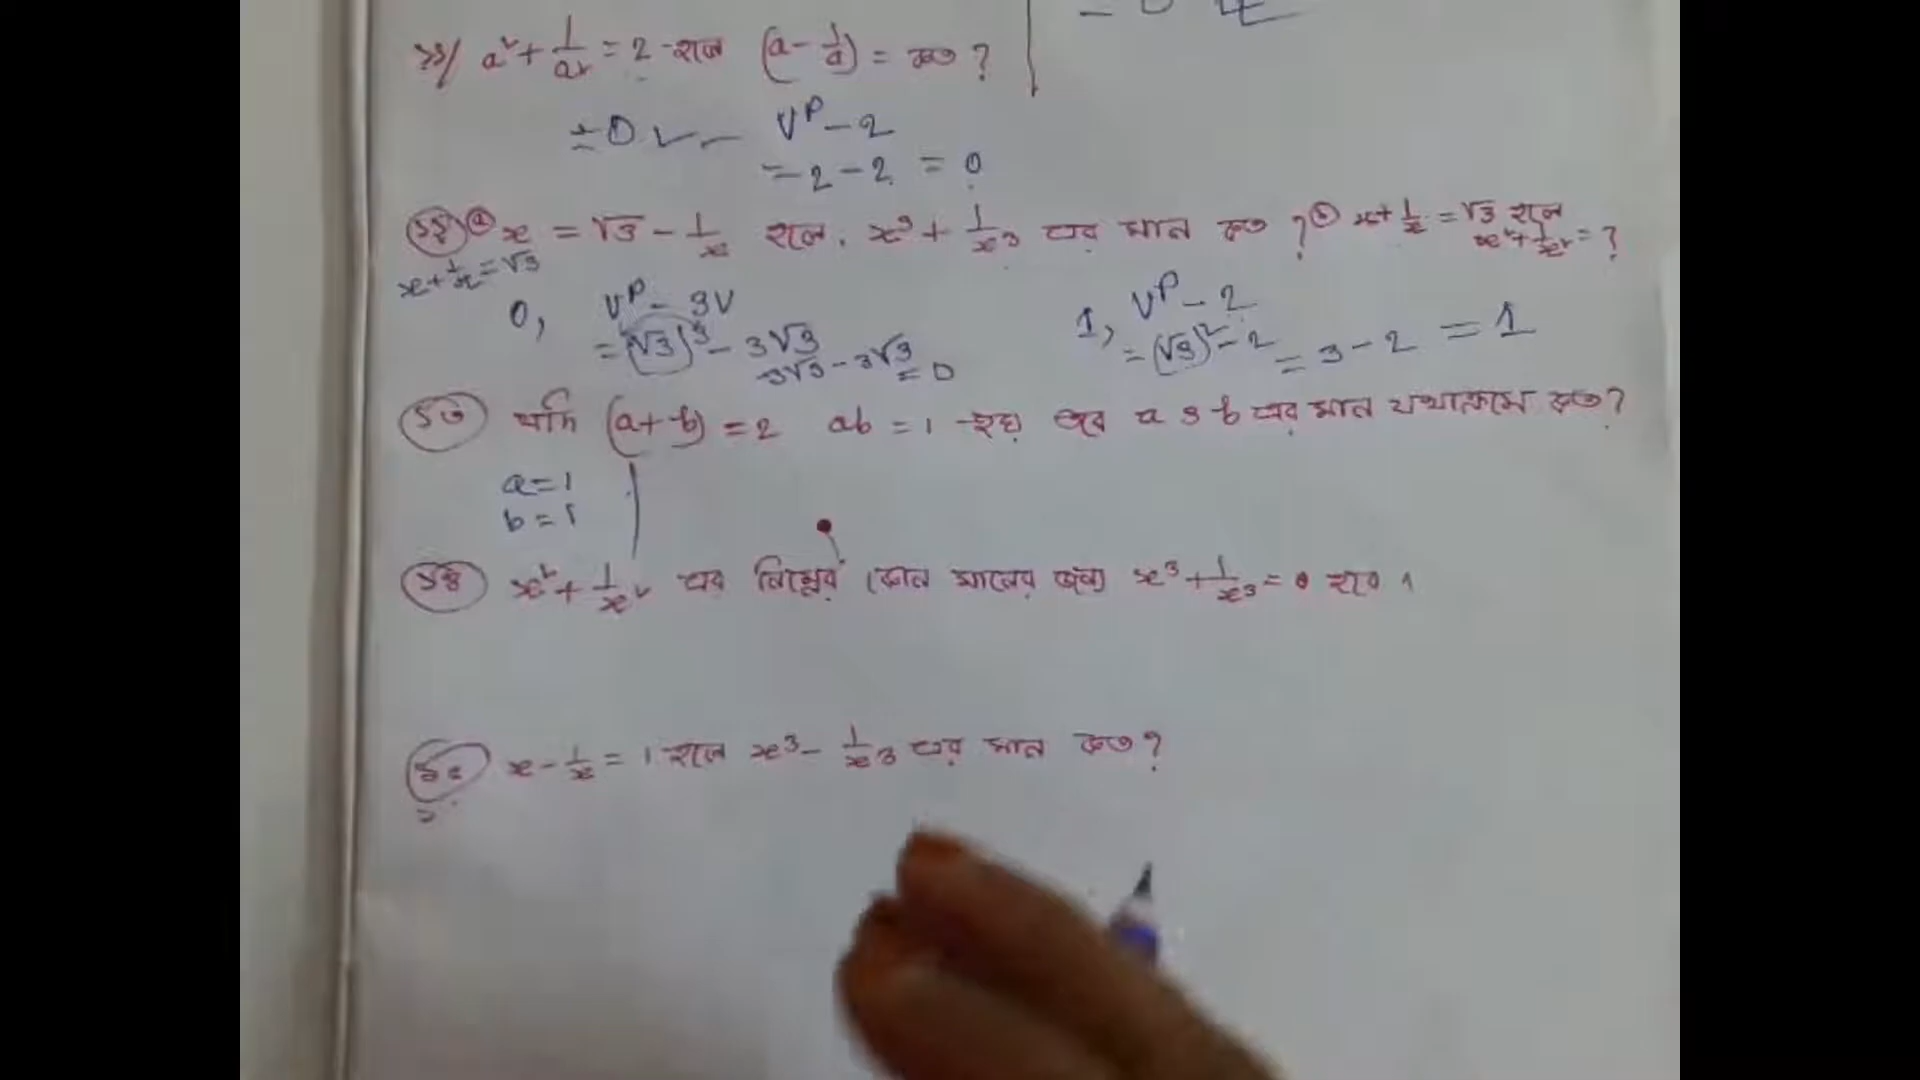 ১১/ a² + 1/a² = 2 হলে (a - 1/a) = কত ?
= 0 ✓ — Vᴾ - 2
= 2 - 2 = 0
১২) ⓐ x = √3 - 1/x হলে, x³ + 1/x³ এর মান কত ? ⓑ x + 1/x = √3 হলে x² + 1/x² = ?
x + 1/x = √3
0, Vᴾ - 3V
= (√3)³ - 3√3
3√3 - 3√3 = 0
1, Vᴾ - 2
= (√3)² - 2 = 3 - 2 = 1
১৩ যদি (a+b) = 2 ab = 1 হয় তবে a ও b এর মান যথাক্রমে কত?
a = 1
b = 1
১৪ x² + 1/x² এর নিম্নের কোন মানের জন্য x³ + 1/x³ = 0 হবে ।
১৫ x - 1/x = 1 হলে x³ - 1/x³ এর মান কত?